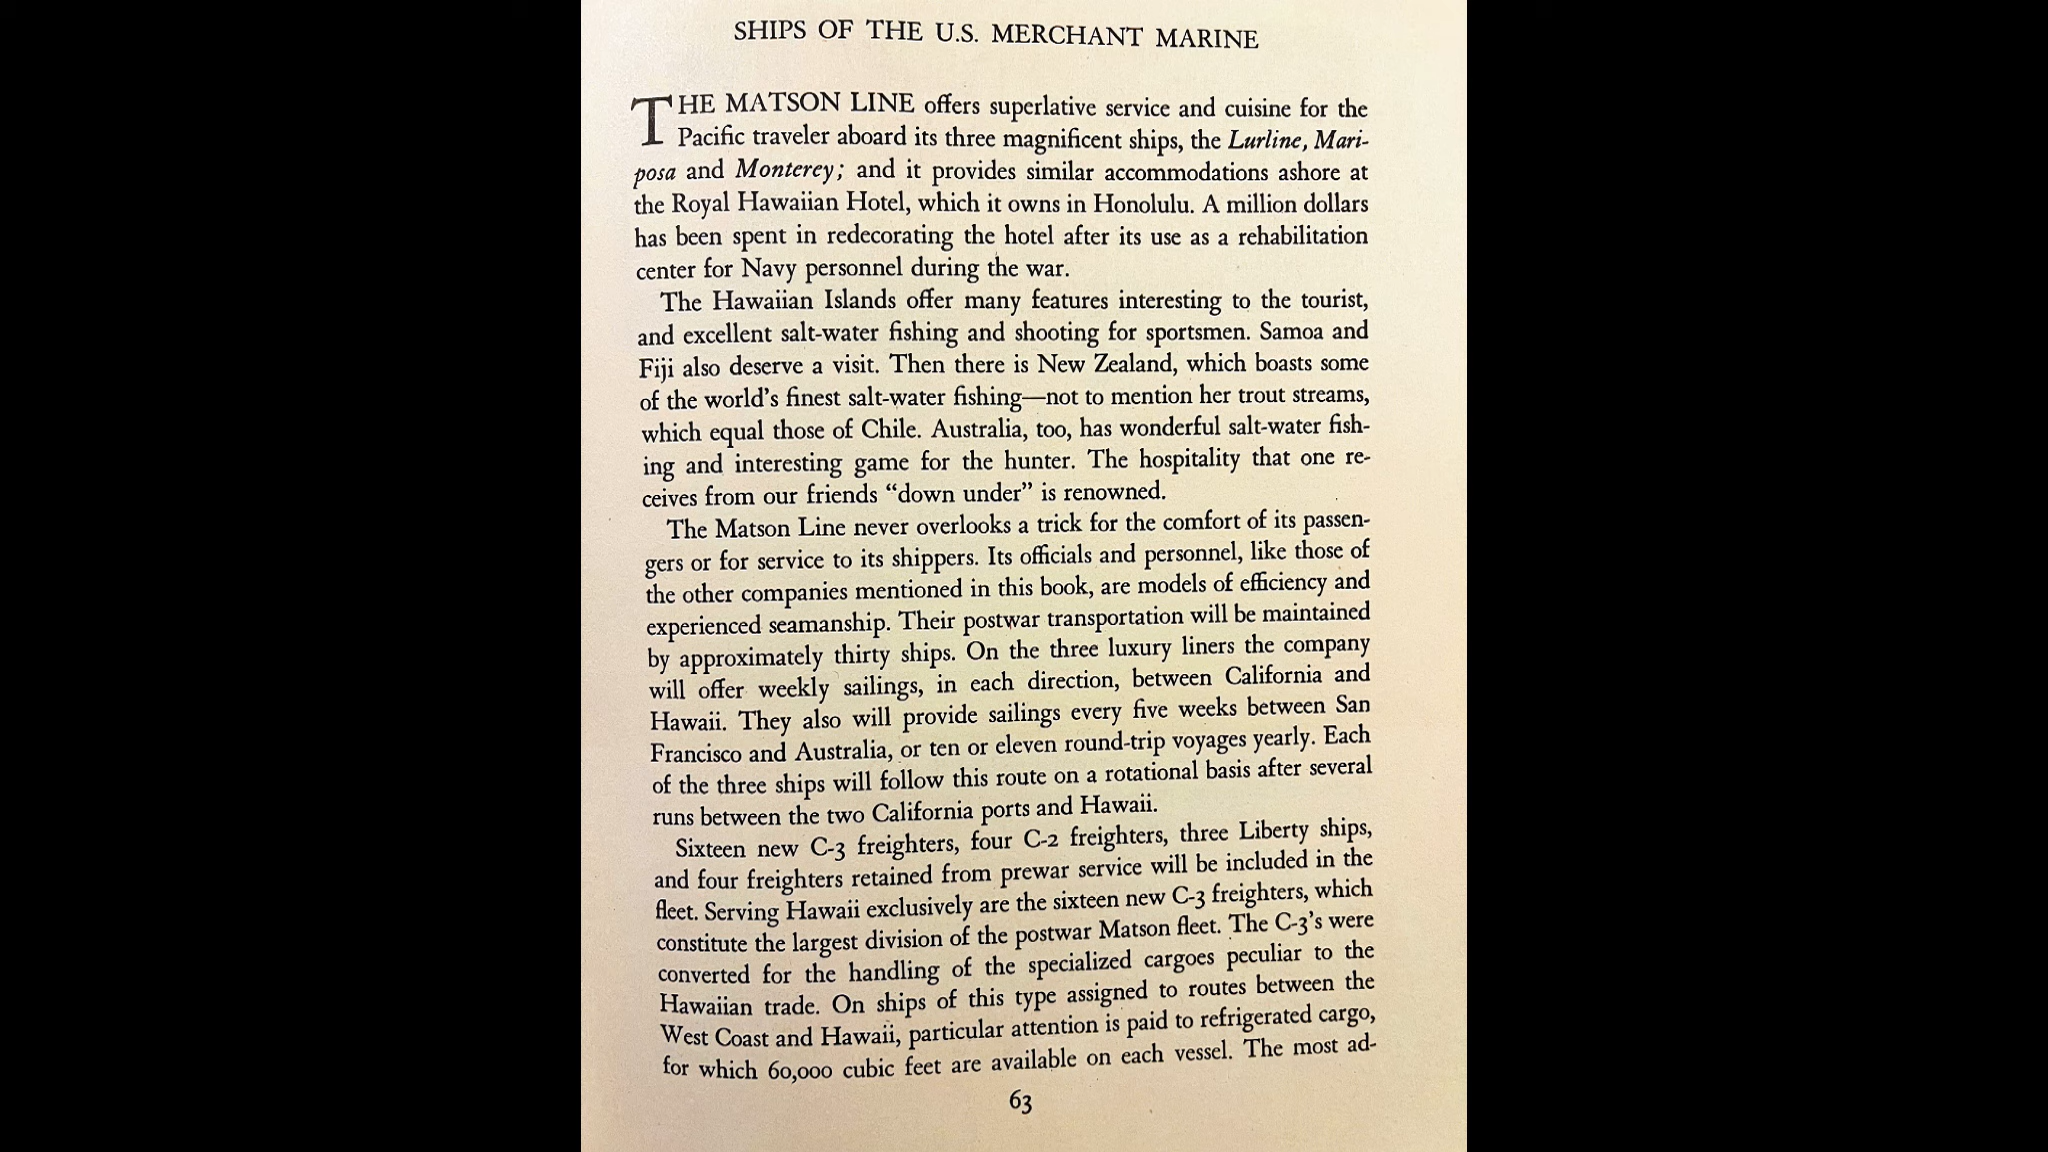 SHIPS OF THE U.S. MERCHANT MARINE
THE MATSON LINE offers superlative service and cuisine for the
Pacific traveler aboard its three magnificent ships, the Lurline, Mari-
posa and Monterey; and it provides similar accommodations ashore at
the Royal Hawaiian Hotel, which it owns in Honolulu. A million dollars
has been spent in redecorating the hotel after its use as a rehabilitation
center for Navy personnel during the war.
The Hawaiian Islands offer many features interesting to the tourist,
and excellent salt-water fishing and shooting for sportsmen. Samoa and
Fiji also deserve a visit. Then there is New Zealand, which boasts some
of the world's finest salt-water fishing—not to mention her trout streams,
which equal those of Chile. Australia, too, has wonderful salt-water fish-
ing and interesting game for the hunter. The hospitality that one re-
ceives from our friends “down under” is renowned.
The Matson Line never overlooks a trick for the comfort of its passen-
gers or for service to its shippers. Its officials and personnel, like those of
the other companies mentioned in this book, are models of efficiency and
experienced seamanship. Their postwar transportation will be maintained
by approximately thirty ships. On the three luxury liners the company
will offer weekly sailings, in each direction, between California and
Hawaii. They also will provide sailings every five weeks between San
Francisco and Australia, or ten or eleven round-trip voyages yearly. Each
of the three ships will follow this route on a rotational basis after several
runs between the two California ports and Hawaii.
Sixteen new C-3 freighters, four C-2 freighters, three Liberty ships,
and four freighters retained from prewar service will be included in the
fleet. Serving Hawaii exclusively are the sixteen new C-3 freighters, which
constitute the largest division of the postwar Matson fleet. The C-3's were
converted for the handling of the specialized cargoes peculiar to the
Hawaiian trade. On ships of this type assigned to routes between the
West Coast and Hawaii, particular attention is paid to refrigerated cargo,
for which 60,000 cubic feet are available on each vessel. The most ad-
63